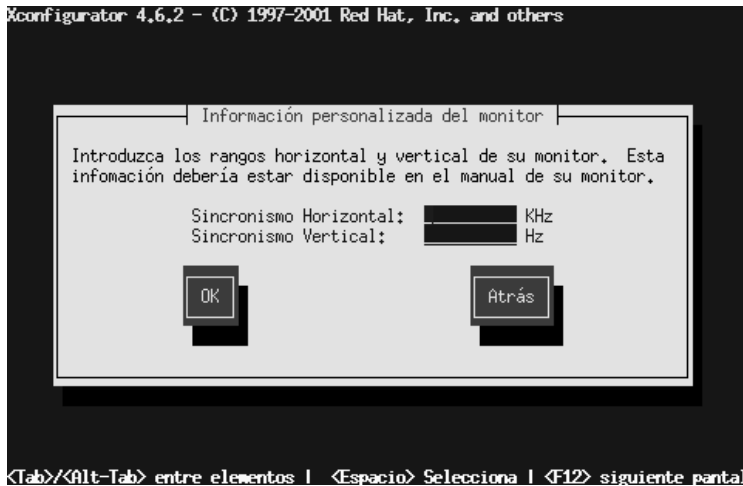 Xconfigurator 4.6.2 - (C) 1997-2001 Red Hat, Inc. and others
Información personalizada del monitor
Introduzca los rangos horizontal y vertical de su monitor. Esta
infomación debería estar disponible en el manual de su monitor.
Sincronismo Horizontal: KHz
Sincronismo Vertical: Hz
OK Atrás
<Tab>/<Alt-Tab> entre elementos | <Espacio> Selecciona | <F12> siguiente pantal